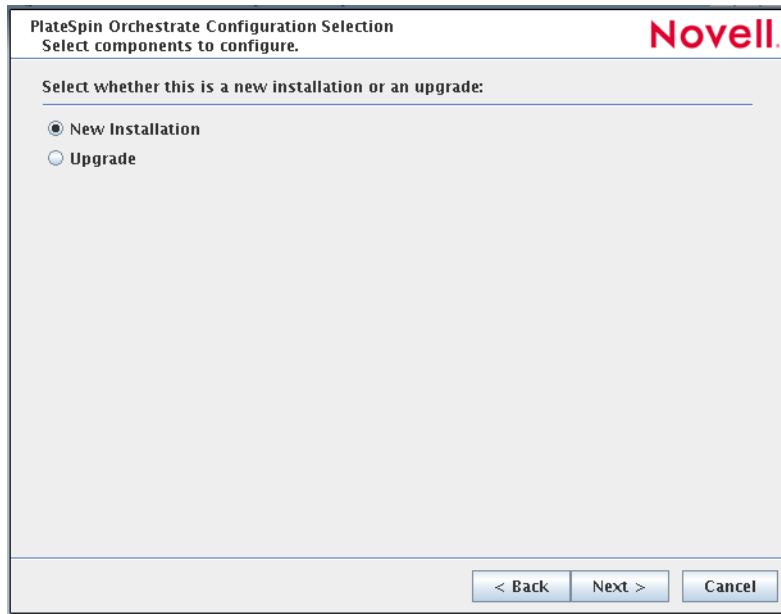 PlateSpin Orchestrate Configuration Selection
Select components to configure.
Novell.
Select whether this is a new installation or an upgrade:
New Installation
Upgrade
< Back
Next >
Cancel